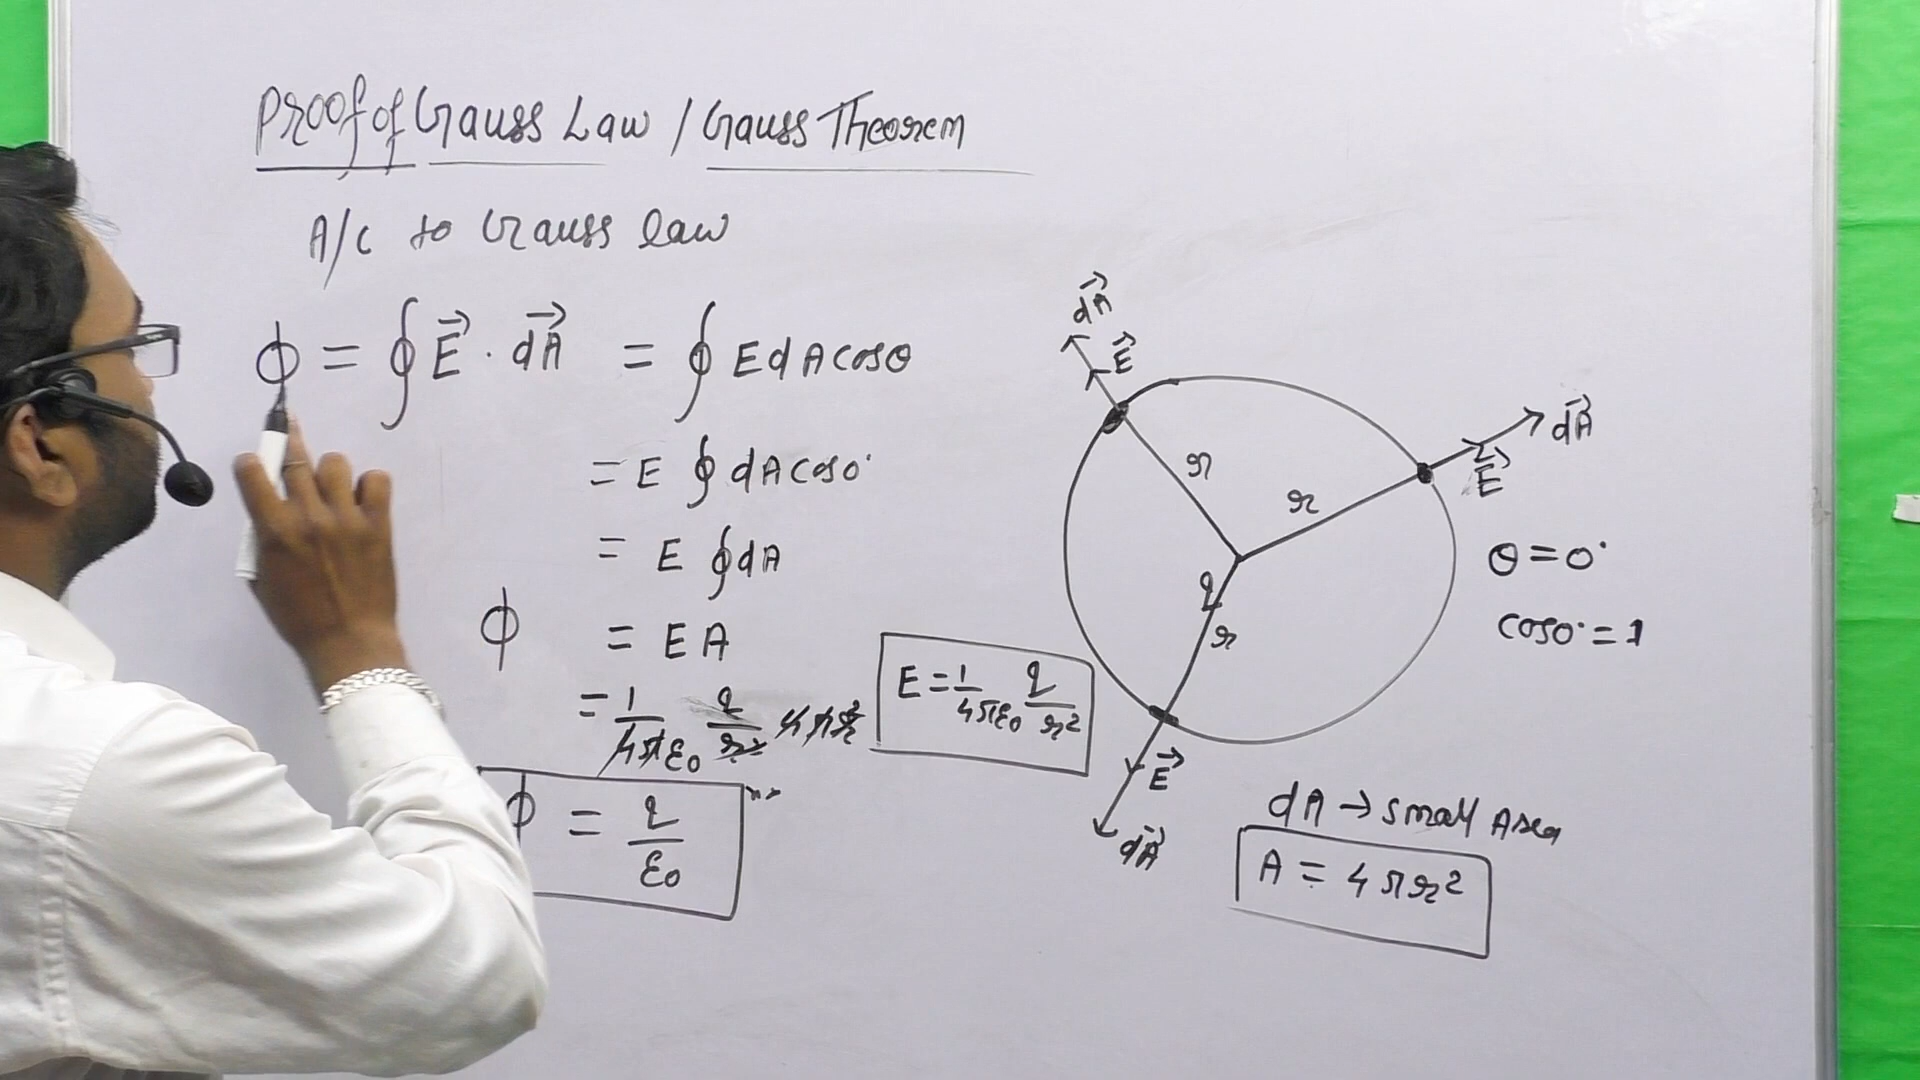 Proof of Gauss Law / Gauss Theorem
A/C to Gauss law
ϕ = ∮ E⃗ · dA⃗ = ∮ E dA cosθ
= E ∮ dA cos0°
= E ∮ dA
ϕ = EA
= 1/4πε₀ q/r² 4πr²
ϕ = q/ε₀
E = 1/4πε₀ q/r²
dA⃗
E⃗
dA⃗
E⃗
r
r
q
r
E⃗
dA⃗
θ = 0°
cos0° = 1
dA → small Area
A = 4πr²